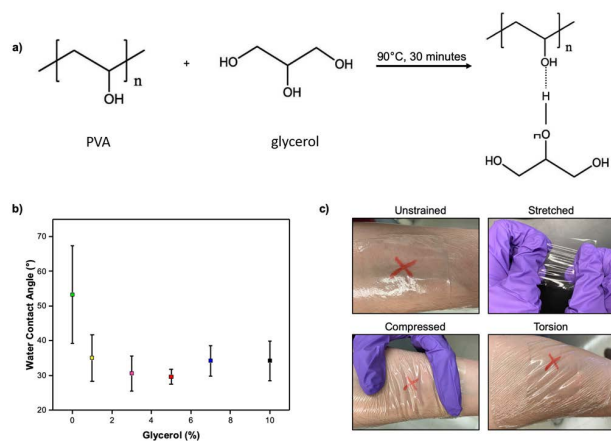 a)
n
OH
PVA
+
HO
OH
OH
glycerol
90°C, 30 minutes
n
OH
H
O
HO
OH
b)
Water Contact Angle (°)
70
60
50
40
30
20
0
2
4
6
8
10
Glycerol (%)
c)
Unstrained
Stretched
Compressed
Torsion